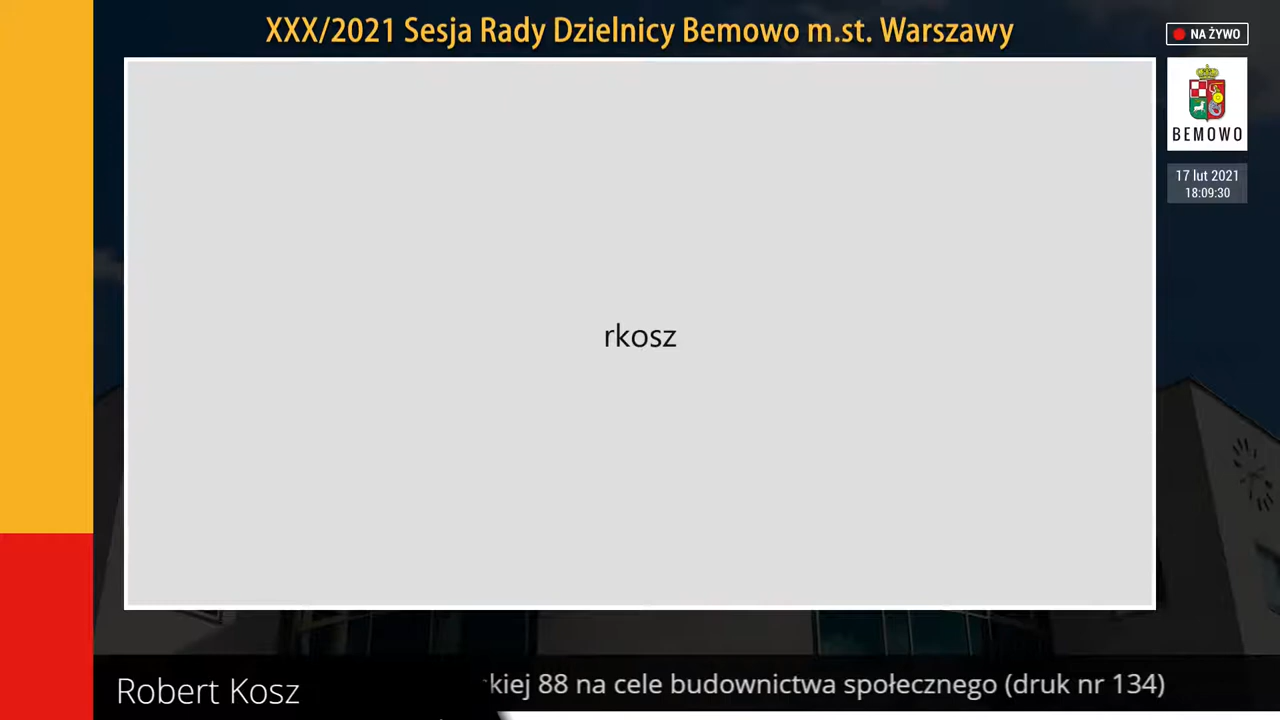 XXX/2021 Sesja Rady Dzielnicy Bemowo m.st. Warszawy
NA ŻYWO
BEMOWO
17 lut 2021
18:09:30
rkosz
Robert Kosz
kiej 88 na cele budownictwa społecznego (druk nr 134)